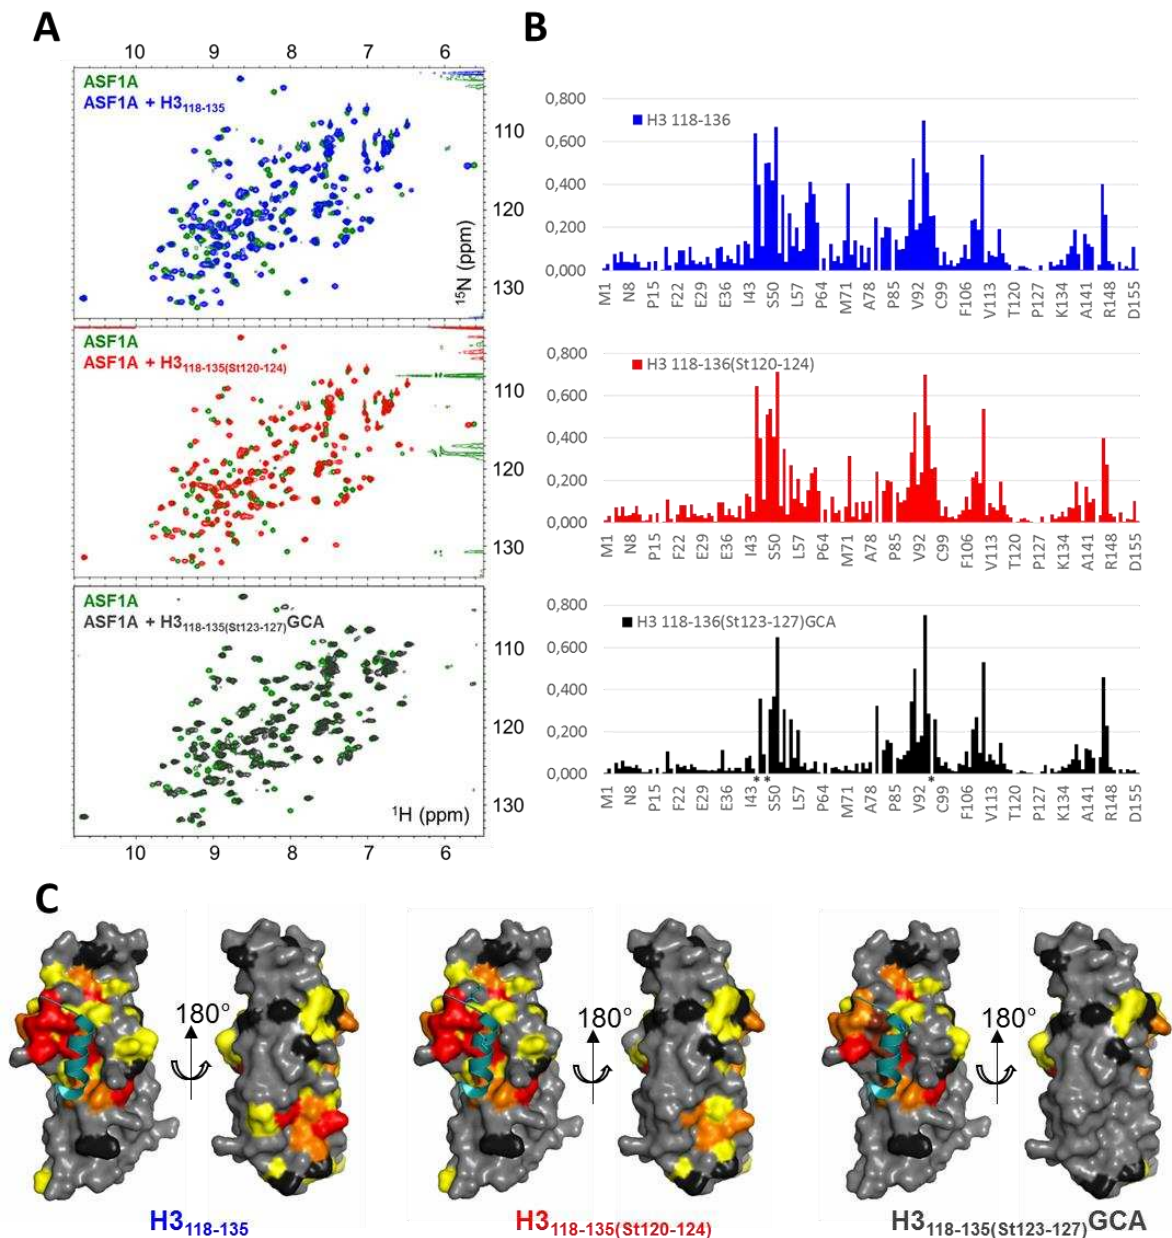 A
B
10 9 8 7 6
ASF1A
ASF1A + H3118-135
110
120
130
15N (ppm)
ASF1A
ASF1A + H3118-135(St120-124)
110
120
130
ASF1A
ASF1A + H3118-135(St123-127)GCA
110
120
130
1H (ppm)
10 9 8 7 6
0,800
0,600
0,400
0,200
0,000
H3 118-136
M1 N8 P15 F22 E29 E36 I43 S50 L57 P64 M71 A78 P85 V92 C99 F106 V113 T120 P127 K134 A141 R148 D155
0,800
0,600
0,400
0,200
0,000
H3 118-136(St120-124)
M1 N8 P15 F22 E29 E36 I43 S50 L57 P64 M71 A78 P85 V92 C99 F106 V113 T120 P127 K134 A141 R148 D155
0,800
0,600
0,400
0,200
0,000
H3 118-136(St123-127)GCA
* * *
M1 N8 P15 F22 E29 E36 I43 S50 L57 P64 M71 A78 P85 V92 C99 F106 V113 T120 P127 K134 A141 R148 D155
C
180° 180° 180°
H3118-135 H3118-135(St120-124) H3118-135(St123-127)GCA